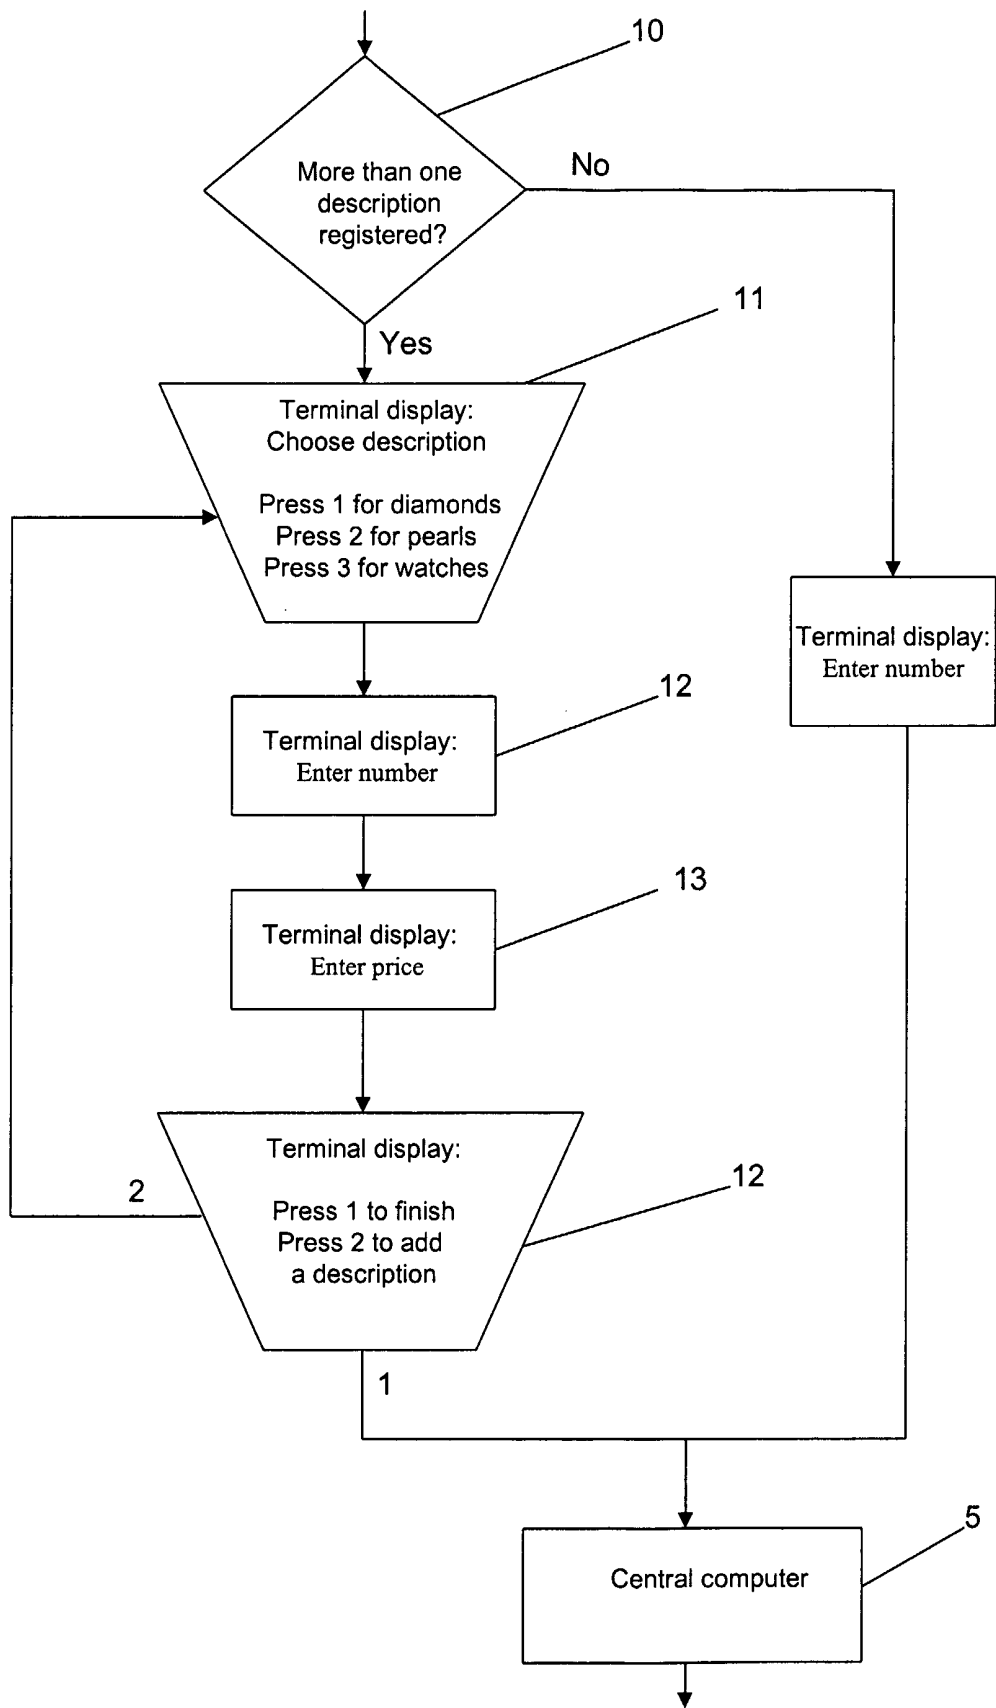 10
More than one
description
registered?
No
11
Yes
Terminal display:
Choose description
Press 1 for diamonds
Press 2 for pearls
Press 3 for watches
Terminal display:
Enter number
12
Terminal display:
Enter number
13
Terminal display:
Enter price
Terminal display:
12
2
Press 1 to finish
Press 2 to add
a description
1
5
Central computer